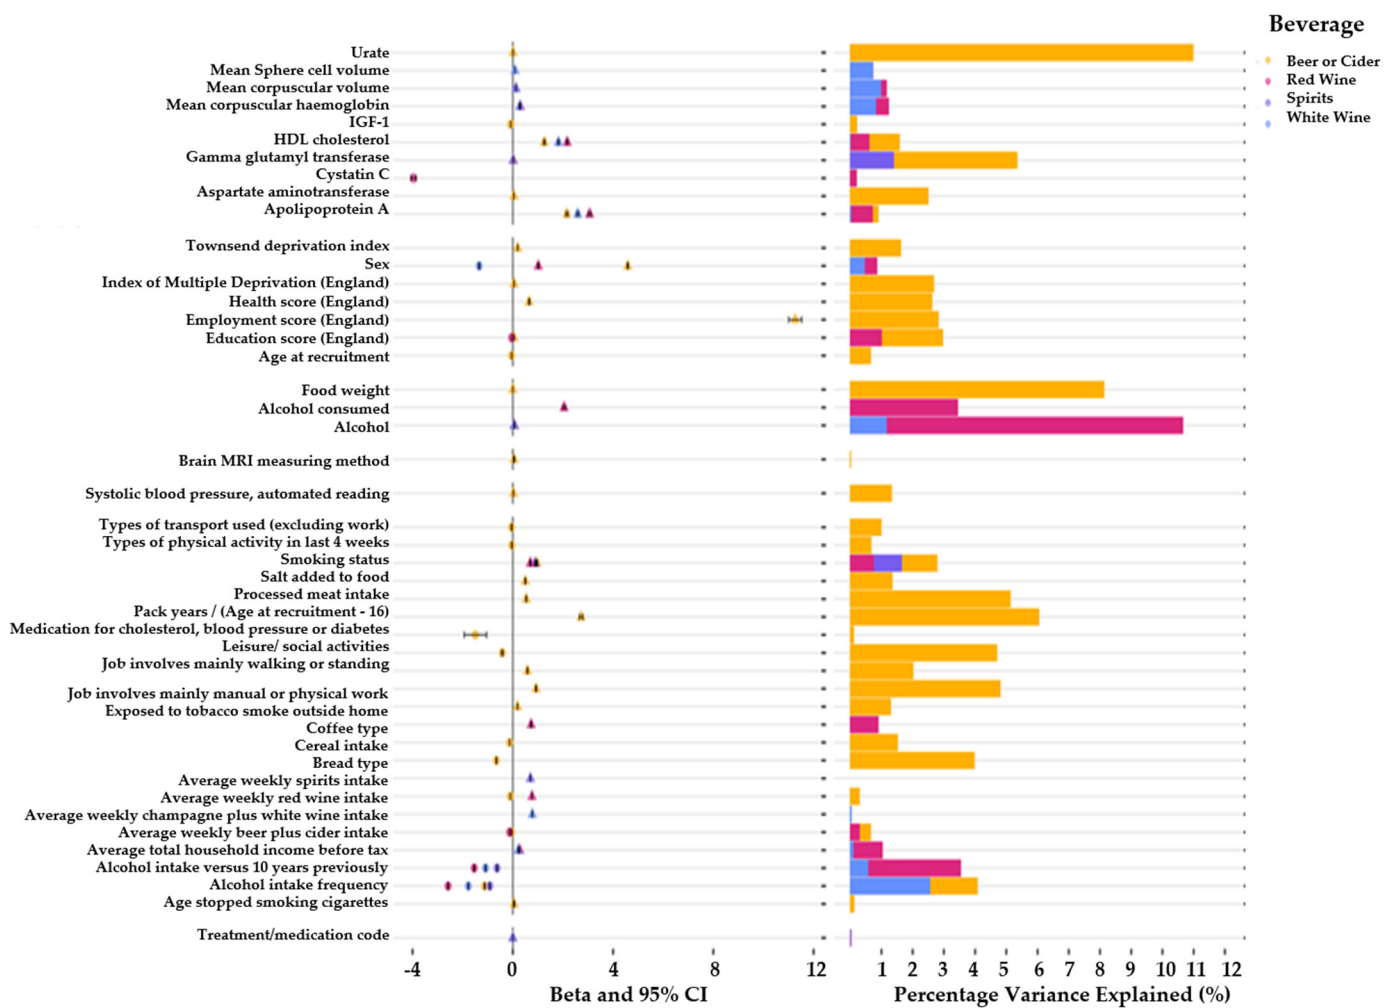 Beverage
Beer or Cider
Red Wine
Spirits
White Wine
Urate
Mean Sphere cell volume
Mean corpuscular volume
Mean corpuscular haemoglobin
IGF-1
HDL cholesterol
Gamma glutamyl transferase
Cystatin C
Aspartate aminotransferase
Apolipoprotein A
Townsend deprivation index
Sex
Index of Multiple Deprivation (England)
Health score (England)
Employment score (England)
Education score (England)
Age at recruitment
Food weight
Alcohol consumed
Alcohol
Brain MRI measuring method
Systolic blood pressure, automated reading
Types of transport used (excluding work)
Types of physical activity in last 4 weeks
Smoking status
Salt added to food
Processed meat intake
Pack years / (Age at recruitment - 16)
Medication for cholesterol, blood pressure or diabetes
Leisure/ social activities
Job involves mainly walking or standing
Job involves mainly manual or physical work
Exposed to tobacco smoke outside home
Coffee type
Cereal intake
Bread type
Average weekly spirits intake
Average weekly red wine intake
Average weekly champagne plus white wine intake
Average weekly beer plus cider intake
Average total household income before tax
Alcohol intake versus 10 years previously
Alcohol intake frequency
Age stopped smoking cigarettes
Treatment/medication code
-4 0 4 8 12 1 2 3 4 5 6 7 8 9 10 11 12
Beta and 95% CI Percentage Variance Explained (%)